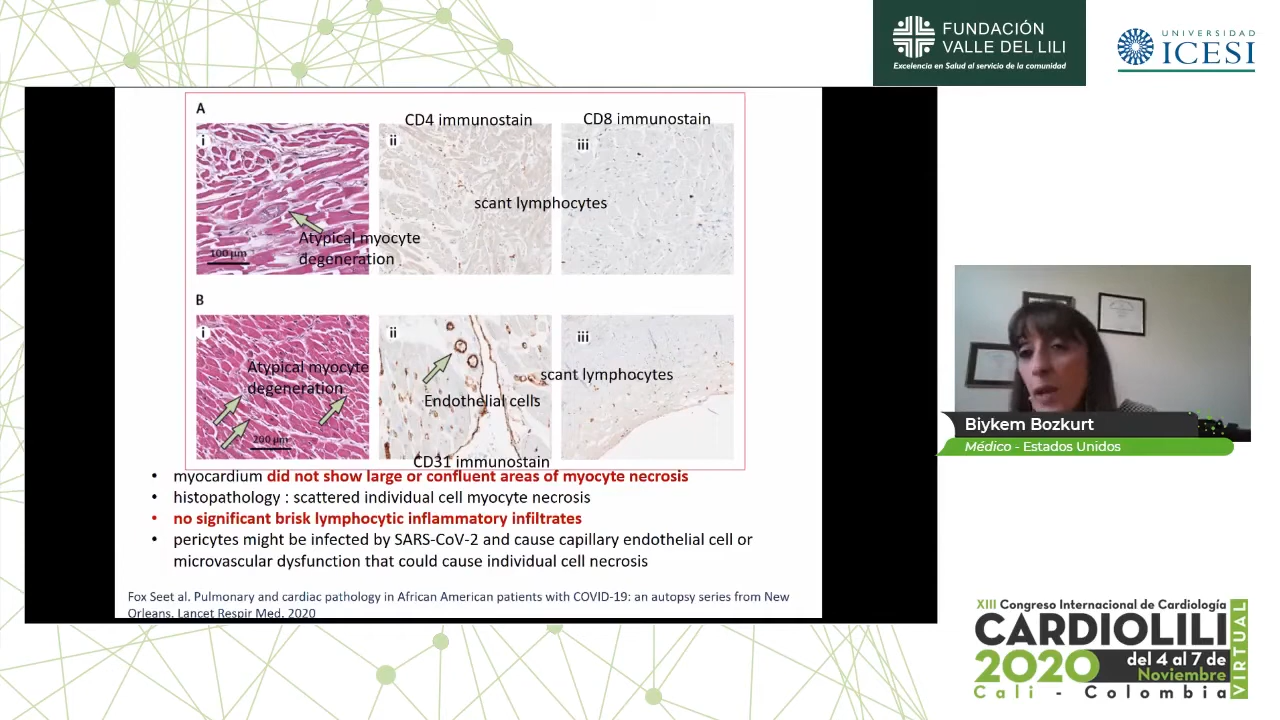 FUNDACIÓN
VALLE DEL LILI
Excelencia en Salud al servicio de la comunidad
UNIVERSIDAD
ICESI
A
CD4 immunostain
CD8 immunostain
i
ii
iii
scant lymphocytes
Atypical myocyte
degeneration
100 µm
B
i
ii
iii
Atypical myocyte
degeneration
scant lymphocytes
Endothelial cells
200 µm
CD31 immunostain
• myocardium did not show large or confluent areas of myocyte necrosis
• histopathology : scattered individual cell myocyte necrosis
• no significant brisk lymphocytic inflammatory infiltrates
• pericytes might be infected by SARS-CoV-2 and cause capillary endothelial cell or
microvascular dysfunction that could cause individual cell necrosis
Fox Seet al. Pulmonary and cardiac pathology in African American patients with COVID-19: an autopsy series from New
Orleans. Lancet Respir Med. 2020
Biykem Bozkurt
Médico - Estados Unidos
XIII Congreso Internacional de Cardiología
CARDIOLILI
2020
del 4 al 7 de
Noviembre
Cali - Colombia
VIRTUAL